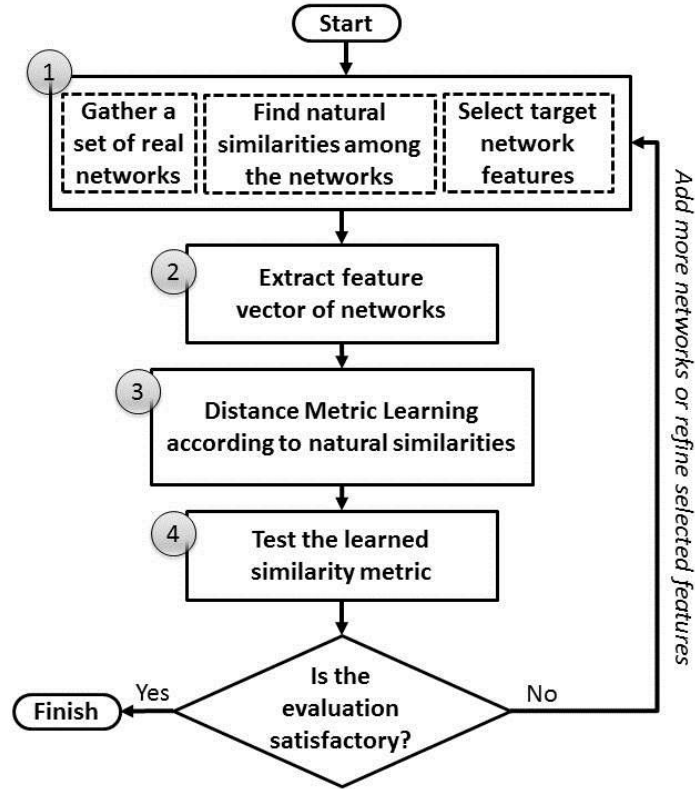 Start
1
Gather a
set of real
networks
Find natural
similarities among
the networks
Select target
network
features
2
Extract feature
vector of networks
3
Distance Metric Learning
according to natural similarities
4
Test the learned
similarity metric
Is the
evaluation
satisfactory?
Yes
Finish
No
Add more networks or refine selected features